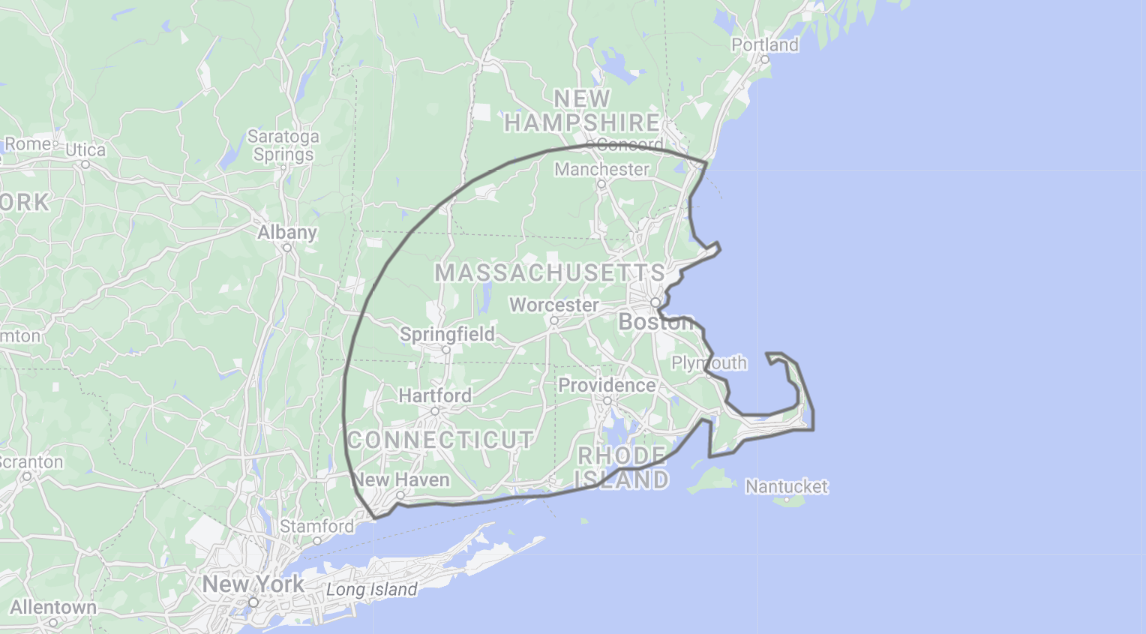 Portland
NEW
HAMPSHIRE
Concord
Rome
Utica
Saratoga
Springs
Manchester
ORK
Albany
MASSACHUSETTS
Worcester
Boston
mton
Springfield
Plymouth
Providence
Hartford
CONNECTICUT
RHODE
ISLAND
Scranton
New Haven
Nantucket
Stamford
New York
Long Island
Allentown